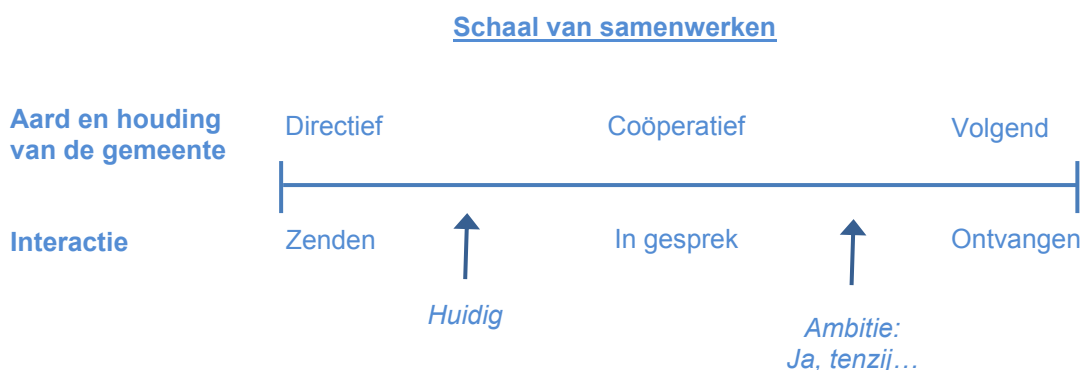 Schaal van samenwerken
Aard en houding
van de gemeente
Directief
Coöperatief
Volgend
Interactie
Zenden
In gesprek
Ontvangen
Huidig
Ambitie:
Ja, tenzij…